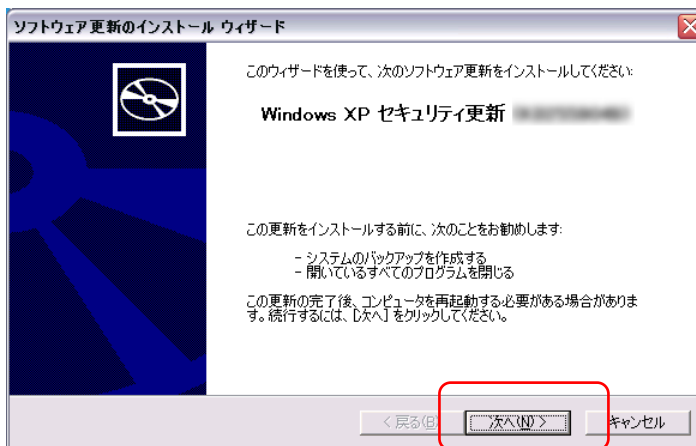 ソフトウェア更新のインストール ウィザード
このウィザードを使って、次のソフトウェア更新をインストールしてください:
Windows XP セキュリティ更新
この更新をインストールする前に、次のことをお勧めします:
- システムのバックアップを作成する
- 開いているすべてのプログラムを閉じる
この更新の完了後、コンピュータを再起動する必要がある場合がありま
す。続行するには、[次へ] をクリックしてください。
< 戻る(B)
次へ(N) >
キャンセル